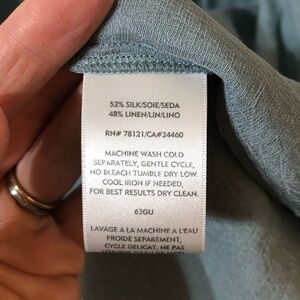 52% SILK/SOIE/SEDA
48% LINEN/LIN/LINO
RN# 78121/CA#34460
MACHINE WASH COLD
SEPARATELY, GENTLE CYCLE,
NO BLEACH TUMBLE DRY LOW.
COOL IRON IF NEEDED.
FOR BEST RESULTS DRY CLEAN.
63GU
LAVAGE A LA MACHINE A L'EAU
FROIDE SEPAREMENT,
CYCLE DELICAT, NE PAS